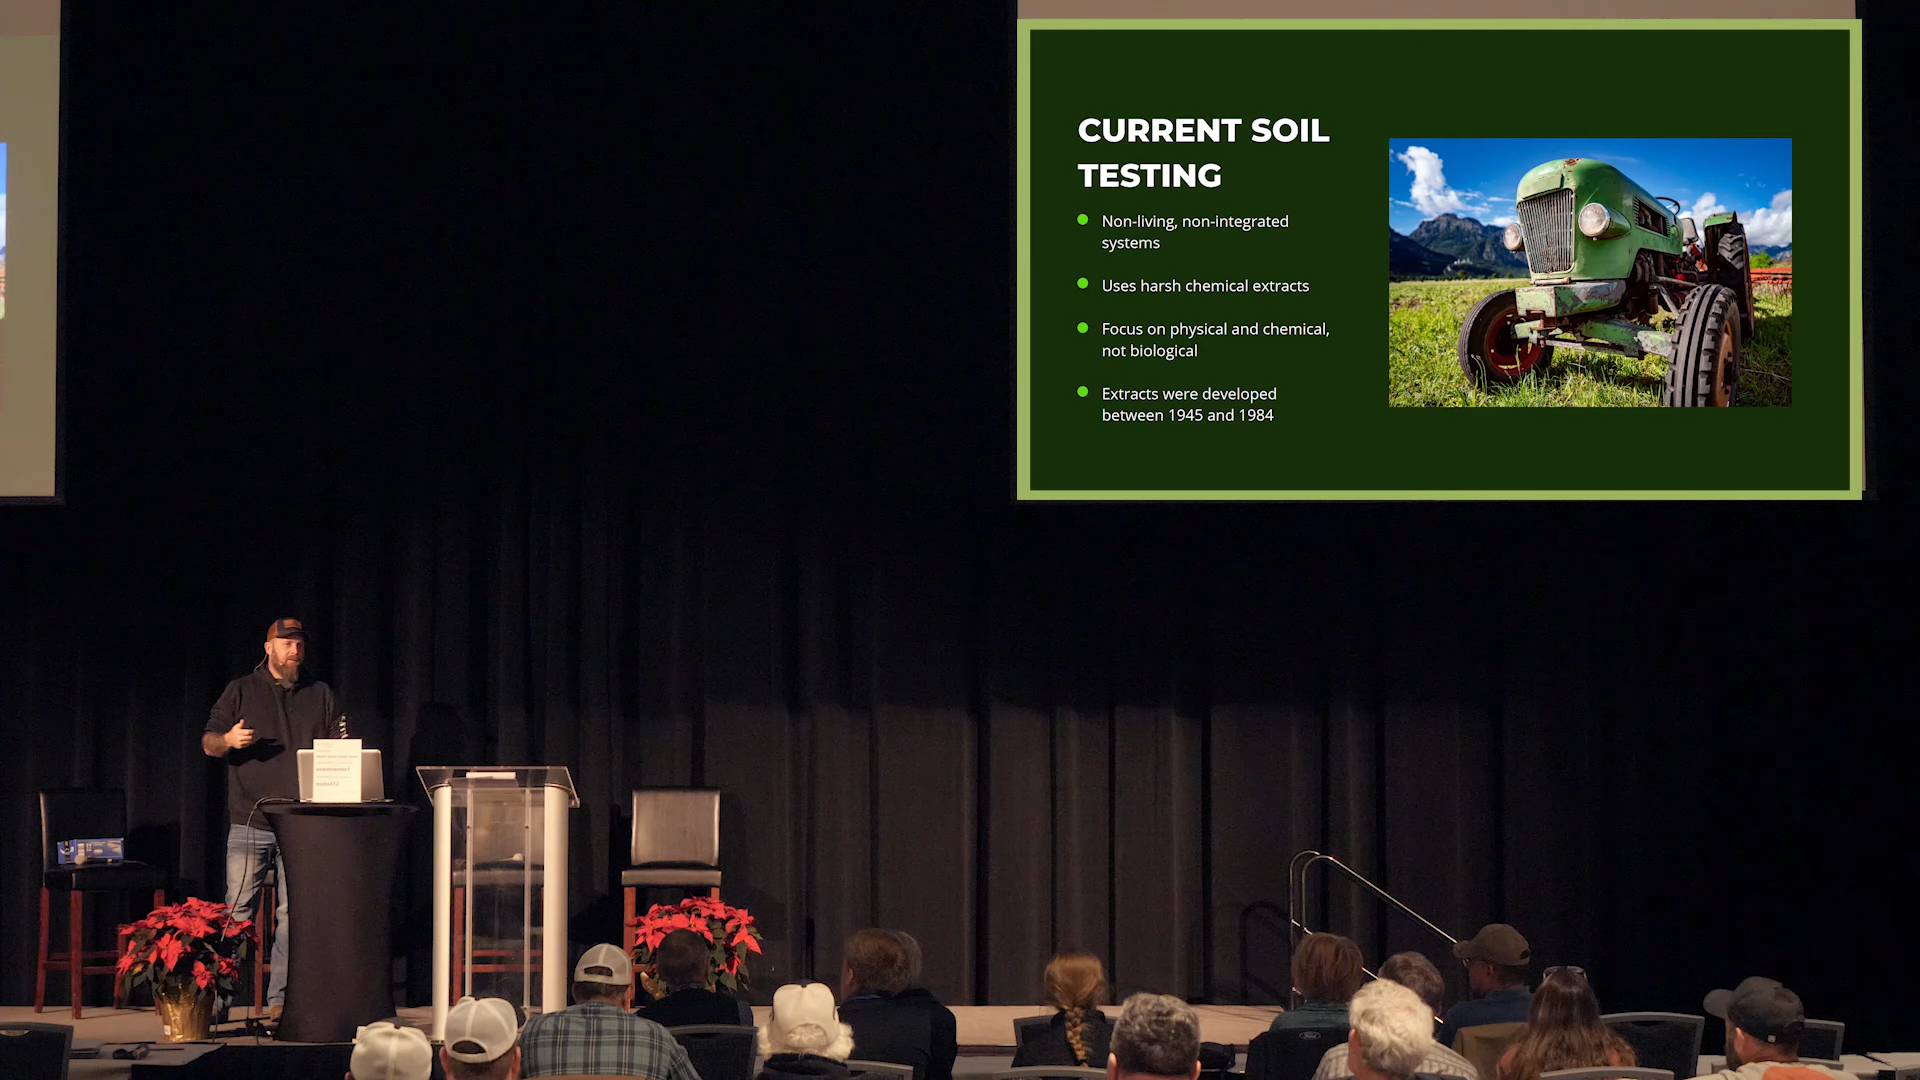 CURRENT SOIL
TESTING
Non-living, non-integrated
systems
Uses harsh chemical extracts
Focus on physical and chemical,
not biological
Extracts were developed
between 1945 and 1984